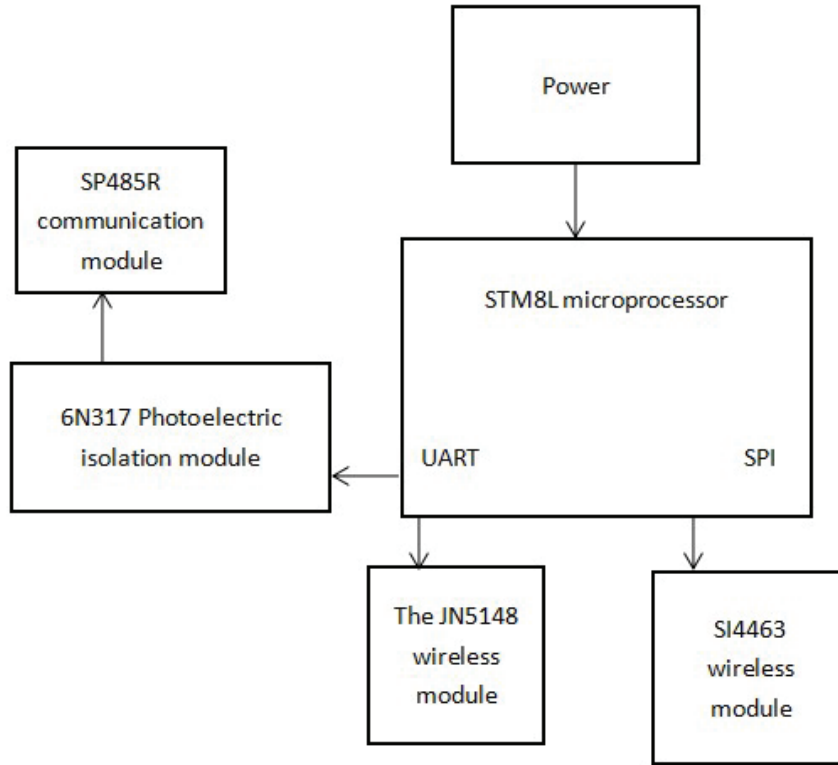 Power
SP485R
communication
module
STM8L microprocessor
6N317 Photoelectric
isolation module
UART
SPI
The JN5148
wireless
module
SI4463
wireless
module